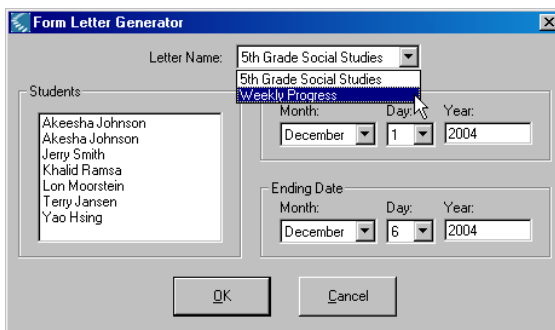 Form Letter Generator
Letter Name: 5th Grade Social Studies
5th Grade Social Studies
Weekly Progress
Students
Akeesha Johnson
Akesha Johnson
Jerry Smith
Khalid Ramsa
Lon Moorstein
Terry Jansen
Yao Hsing
Month: Day: Year:
December 1 2004
Ending Date
Month: Day: Year:
December 6 2004
OK Cancel